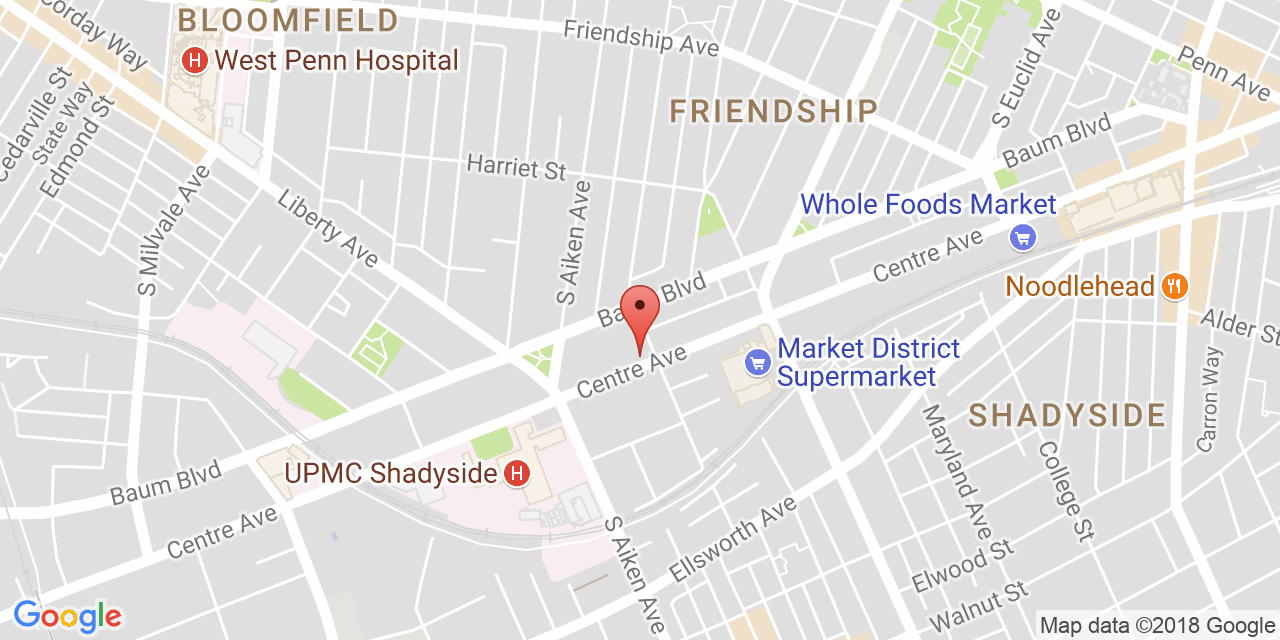 BLOOMFIELD
Corday Way
H
West Penn Hospital
Friendship Ave
S Euclid Ave
Penn Ave
Cedarville St
State Way
Edmond St
FRIENDSHIP
Baum Blvd
Harriet St
S Millvale Ave
Liberty Ave
S Aiken Ave
Whole Foods Market
Centre Ave
Noodlehead
Blvd
Alder St
Market District
Supermarket
Centre Ave
Carron Way
SHADYSIDE
Maryland Ave
College St
UPMC Shadyside
H
Baum Blvd
Centre Ave
S Aiken Ave
Ellsworth Ave
Elwood St
Walnut St
Google
Map data ©2018 Google